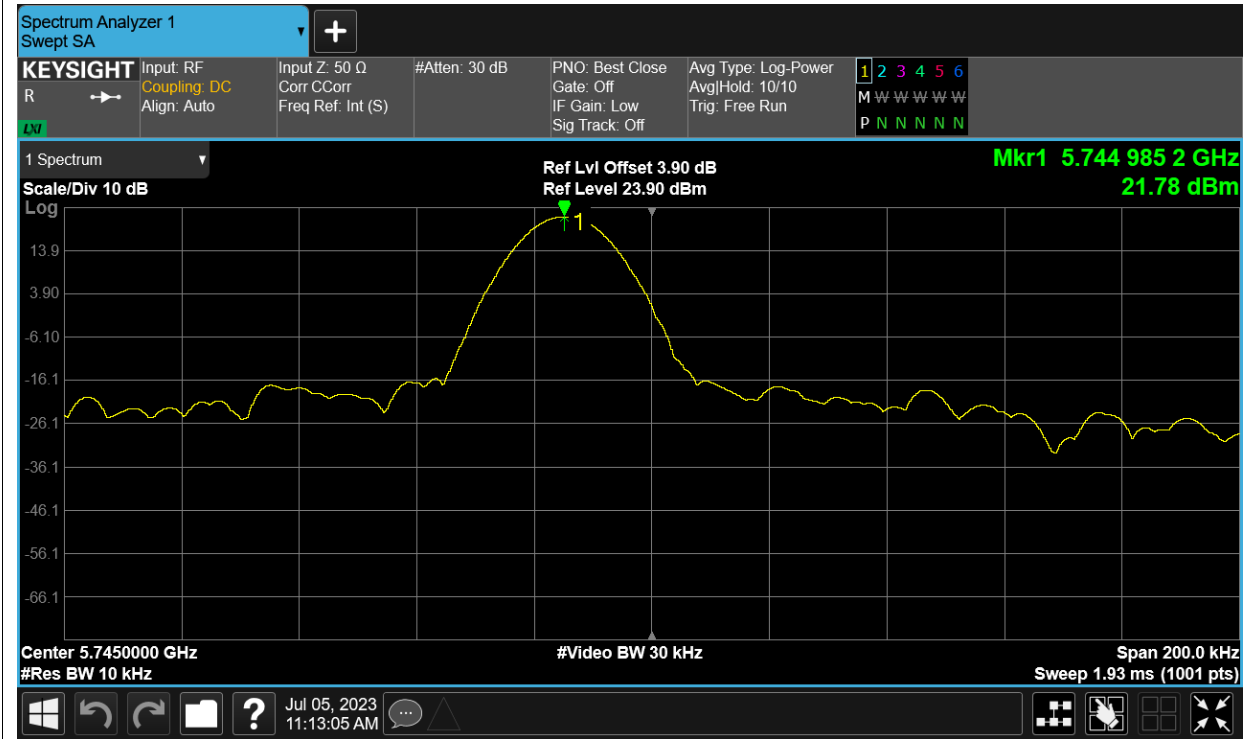 Spectrum Analyzer 1
Swept SA
+
KEYSIGHT
R
LXI
Input: RF
Coupling: DC
Align: Auto
Input Z: 50 Ω
Corr CCorr
Freq Ref: Int (S)
#Atten: 30 dB
PNO: Best Close
Gate: Off
IF Gain: Low
Sig Track: Off
Avg Type: Log-Power
Avg|Hold: 10/10
Trig: Free Run
1 2 3 4 5 6
M W W W W W
P N N N N N
1 Spectrum
Scale/Div 10 dB
Log
Ref Lvl Offset 3.90 dB
Ref Level 23.90 dBm
Mkr1 5.744 985 2 GHz
21.78 dBm
1
13.9
3.90
-6.10
-16.1
-26.1
-36.1
-46.1
-56.1
-66.1
Center 5.7450000 GHz
#Res BW 10 kHz
#Video BW 30 kHz
Span 200.0 kHz
Sweep 1.93 ms (1001 pts)
?
Jul 05, 2023
11:13:05 AM